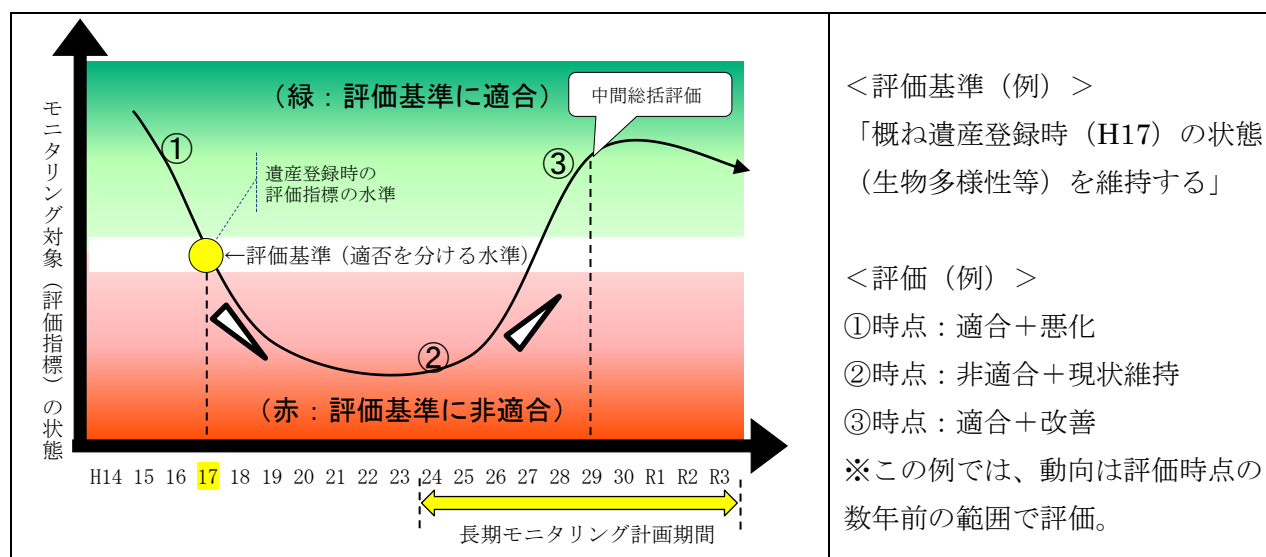 モニタリング対象（評価指標）の状態
（緑：評価基準に適合）
中間総括評価
①
③
遺産登録時の
評価指標の水準
←評価基準（適否を分ける水準）
②
（赤：評価基準に非適合）
H14 15 16 17 18 19 20 21 22 23 24 25 26 27 28 29 30 R1 R2 R3
長期モニタリング計画期間
＜評価基準（例）＞
「概ね遺産登録時（H17）の状態
（生物多様性等）を維持する」
＜評価（例）＞
①時点：適合＋悪化
②時点：非適合＋現状維持
③時点：適合＋改善
※この例では、動向は評価時点の
数年前の範囲で評価。